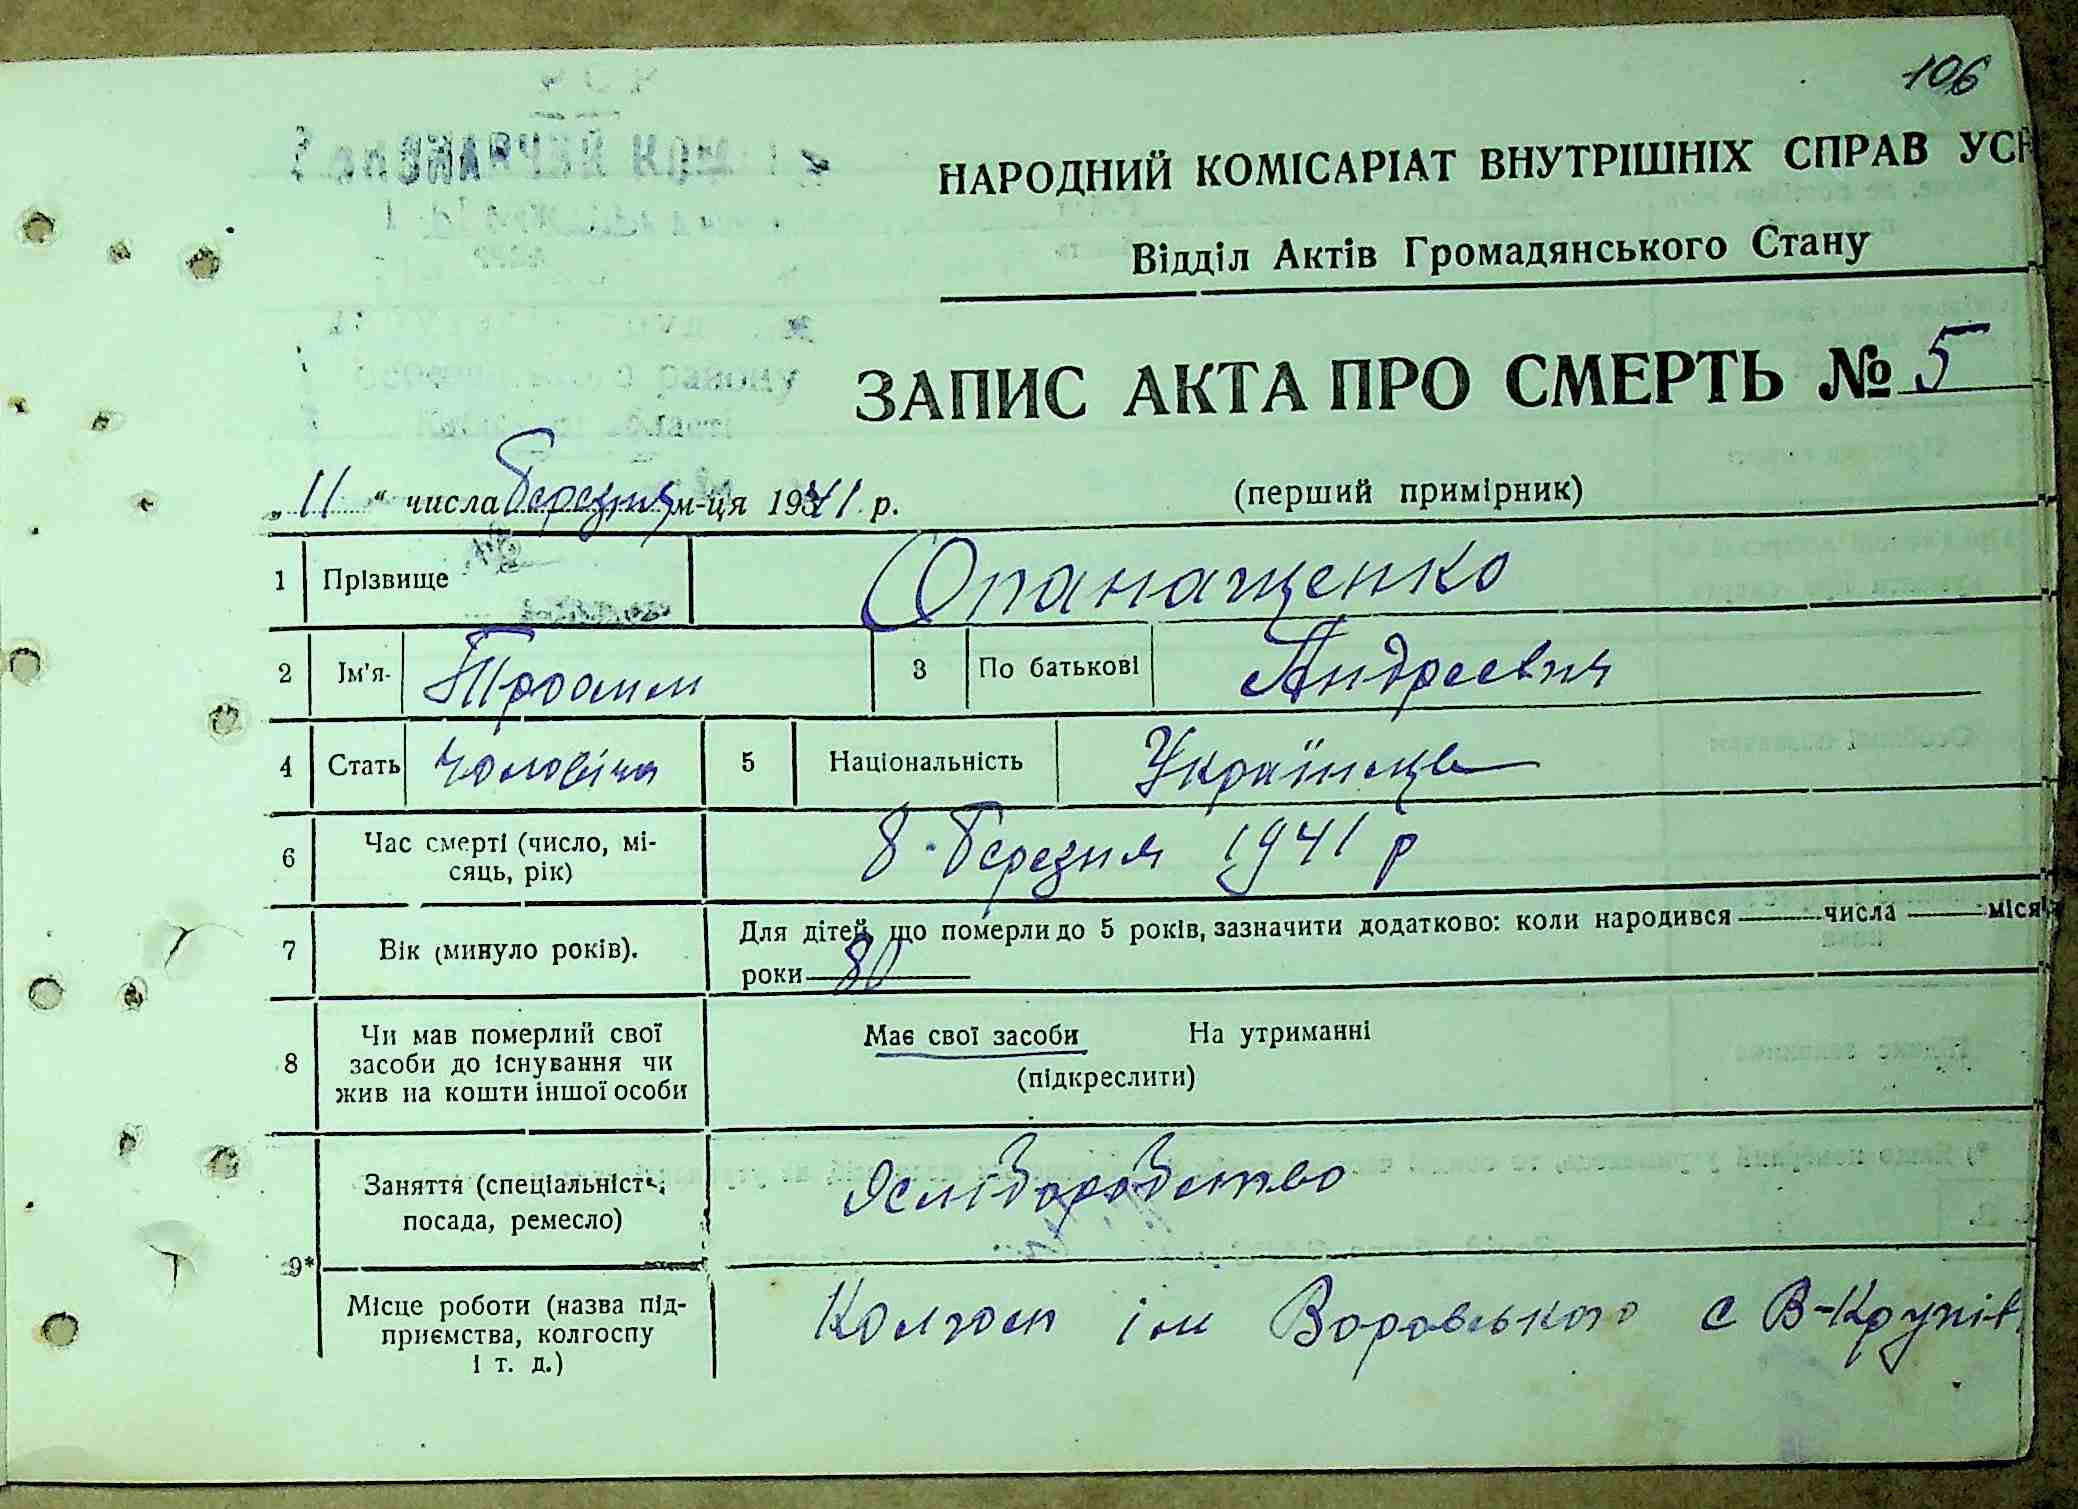 106
НАРОДНИЙ КОМІСАРІАТ ВНУТРІШНІХ СПРАВ УСР
Відділ Актів Громадянського Стану
ЗАПИС АКТА ПРО СМЕРТЬ № 5
„11“ числа березня м-ця 1941 р. (перший примірник)
1 Прізвище Опанащенко
2 Ім'я Трохим 3 По батькові Андреевич
4 Стать Чоловіча 5 Національність Українець
6 Час смерті (число, мі-
сяць, рік) 8 березня 1941 р
7 Вік (минуло років). Для дітей, що померли до 5 років, зазначити додатково: коли народився числа міся
роки 80
8 Чи мав померлий свої
засоби до існування чи
жив на кошти іншої особи
Має свої засоби На утриманні
(підкреслити)
9*
Заняття (спеціальність,
посада, ремесло)
Місце роботи (назва під-
приємства, колгоспу
і т. д.)
Колгосп ім Воровського с В-Крупіл